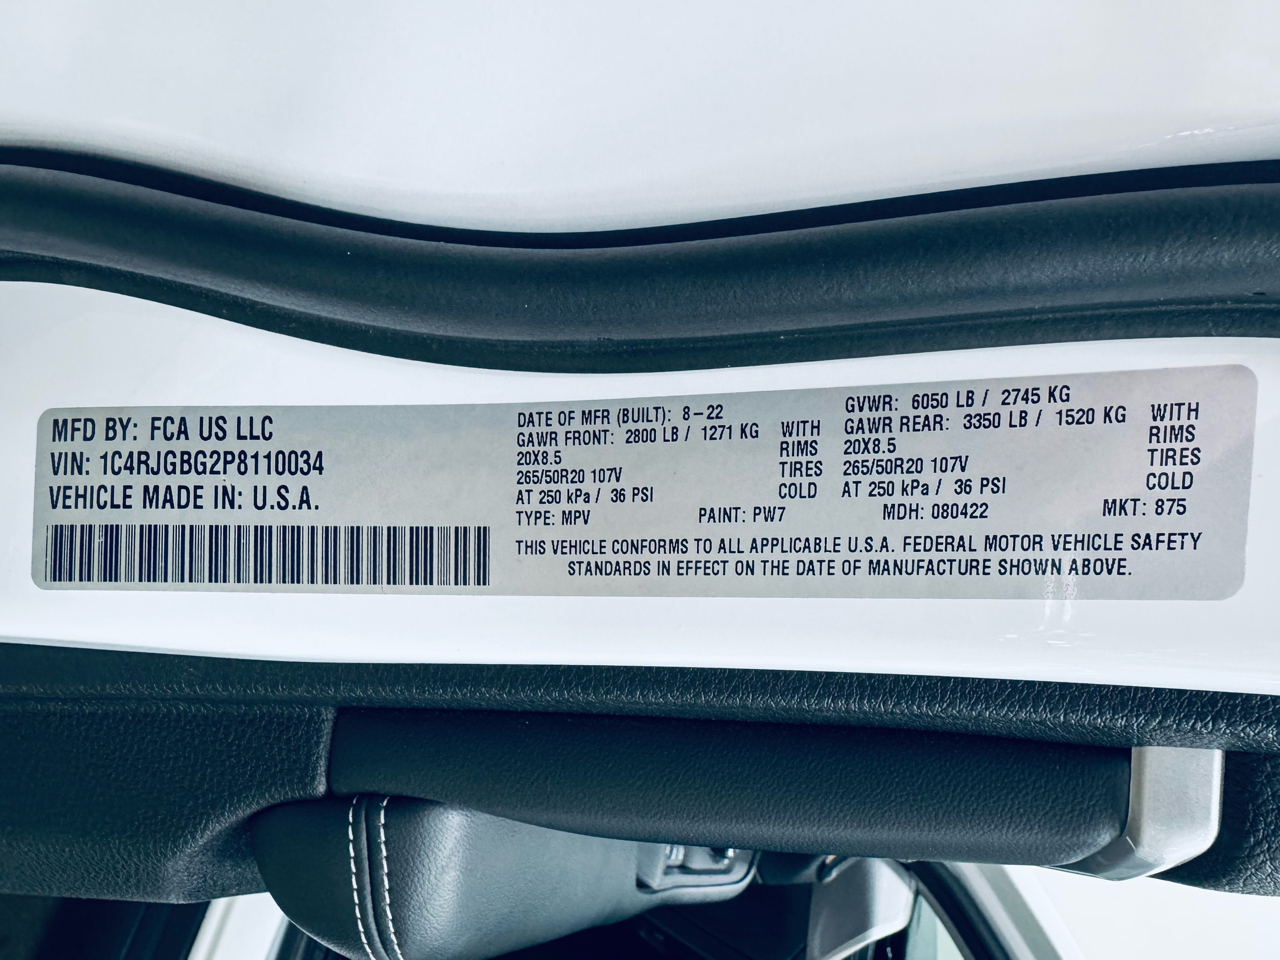 MFD BY: FCA US LLC
VIN: 1C4RJGBG2P8110034
VEHICLE MADE IN: U.S.A.
DATE OF MFR (BUILT): 8-22
GAWR FRONT: 2800 LB / 1271 KG WITH
20X8.5 RIMS
265/50R20 107V TIRES
AT 250 kPa / 36 PSI COLD
GVWR: 6050 LB / 2745 KG
GAWR REAR: 3350 LB / 1520 KG WITH
20X8.5 RIMS
265/50R20 107V TIRES
AT 250 kPa / 36 PSI COLD
TYPE: MPV PAINT: PW7 MDH: 080422 MKT: 875
THIS VEHICLE CONFORMS TO ALL APPLICABLE U.S.A. FEDERAL MOTOR VEHICLE SAFETY
STANDARDS IN EFFECT ON THE DATE OF MANUFACTURE SHOWN ABOVE.